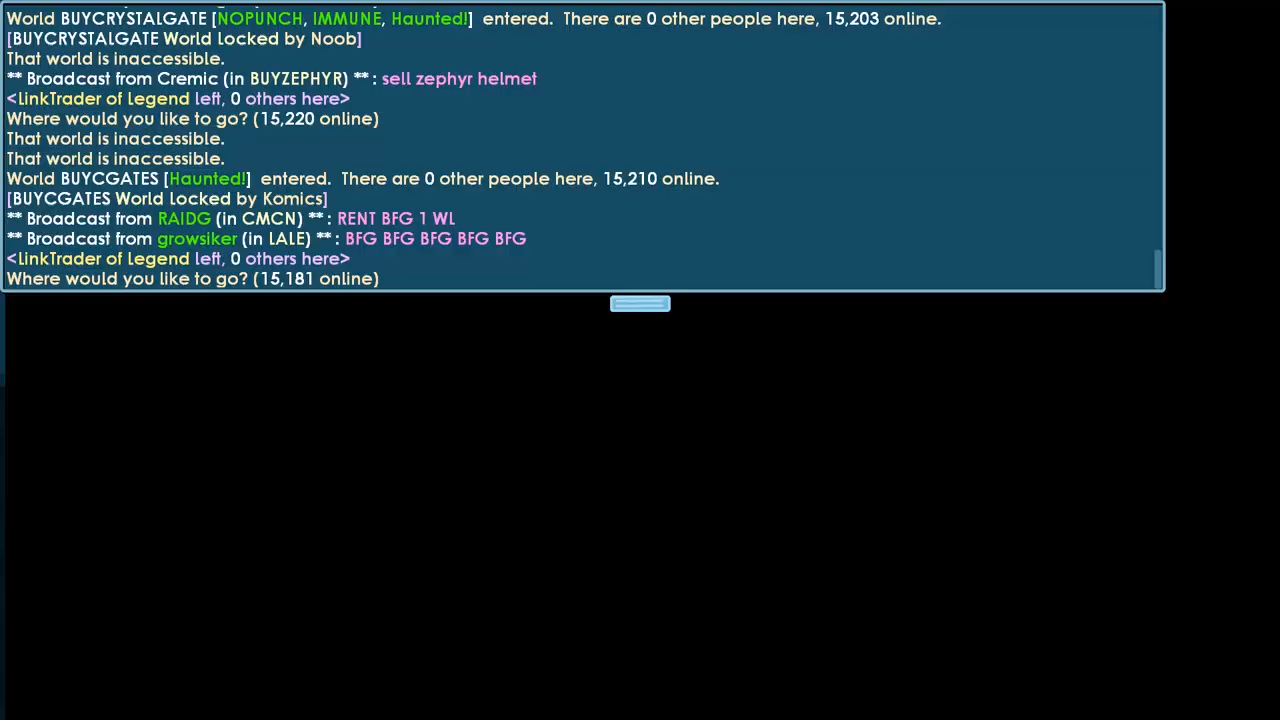 World BUYCRYSTALGATE [NOPUNCH, IMMUNE, Haunted!]  entered.  There are 0 other people here, 15,203 online.
[BUYCRYSTALGATE World Locked by Noob]
That world is inaccessible.
** Broadcast from Cremic (in BUYZEPHYR) ** : sell zephyr helmet
<LinkTrader of Legend left, 0 others here>
Where would you like to go? (15,220 online)
That world is inaccessible.
That world is inaccessible.
World BUYCGATES [Haunted!]  entered.  There are 0 other people here, 15,210 online.
[BUYCGATES World Locked by Komics]
** Broadcast from RAIDG (in CMCN) ** : RENT BFG 1 WL
** Broadcast from growsiker (in LALE) ** : BFG BFG BFG BFG BFG
<LinkTrader of Legend left, 0 others here>
Where would you like to go? (15,181 online)